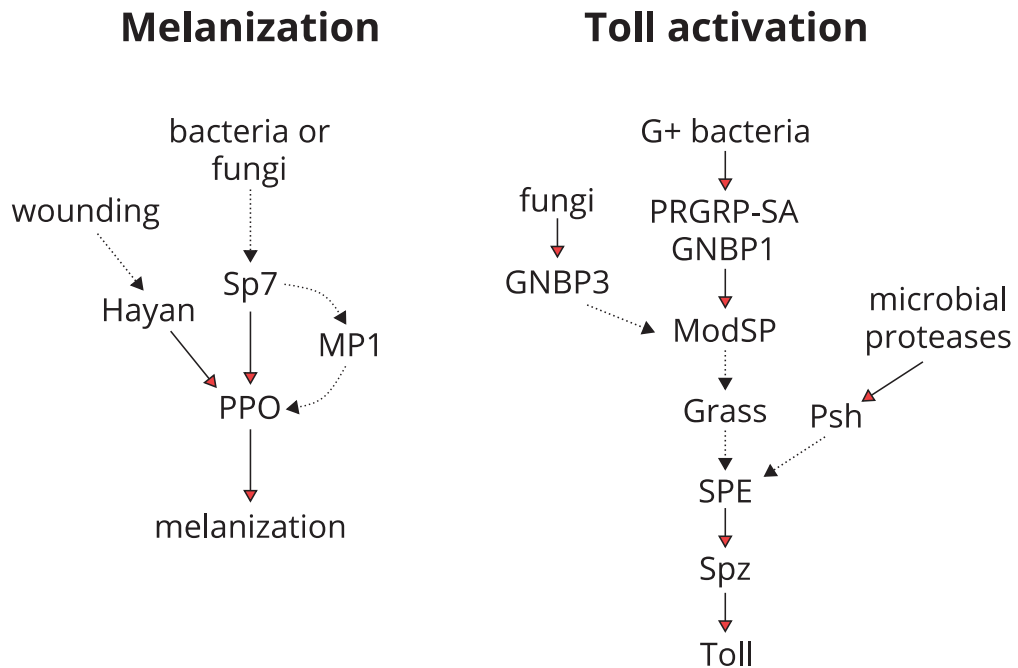 Melanization
bacteria or
fungi
wounding
Sp7
Hayan
MP1
PPO
melanization
Toll activation
G+ bacteria
fungi
PRGRP-SA
GNBP1
GNBP3
microbial
proteases
ModSP
Grass
Psh
SPE
Spz
Toll